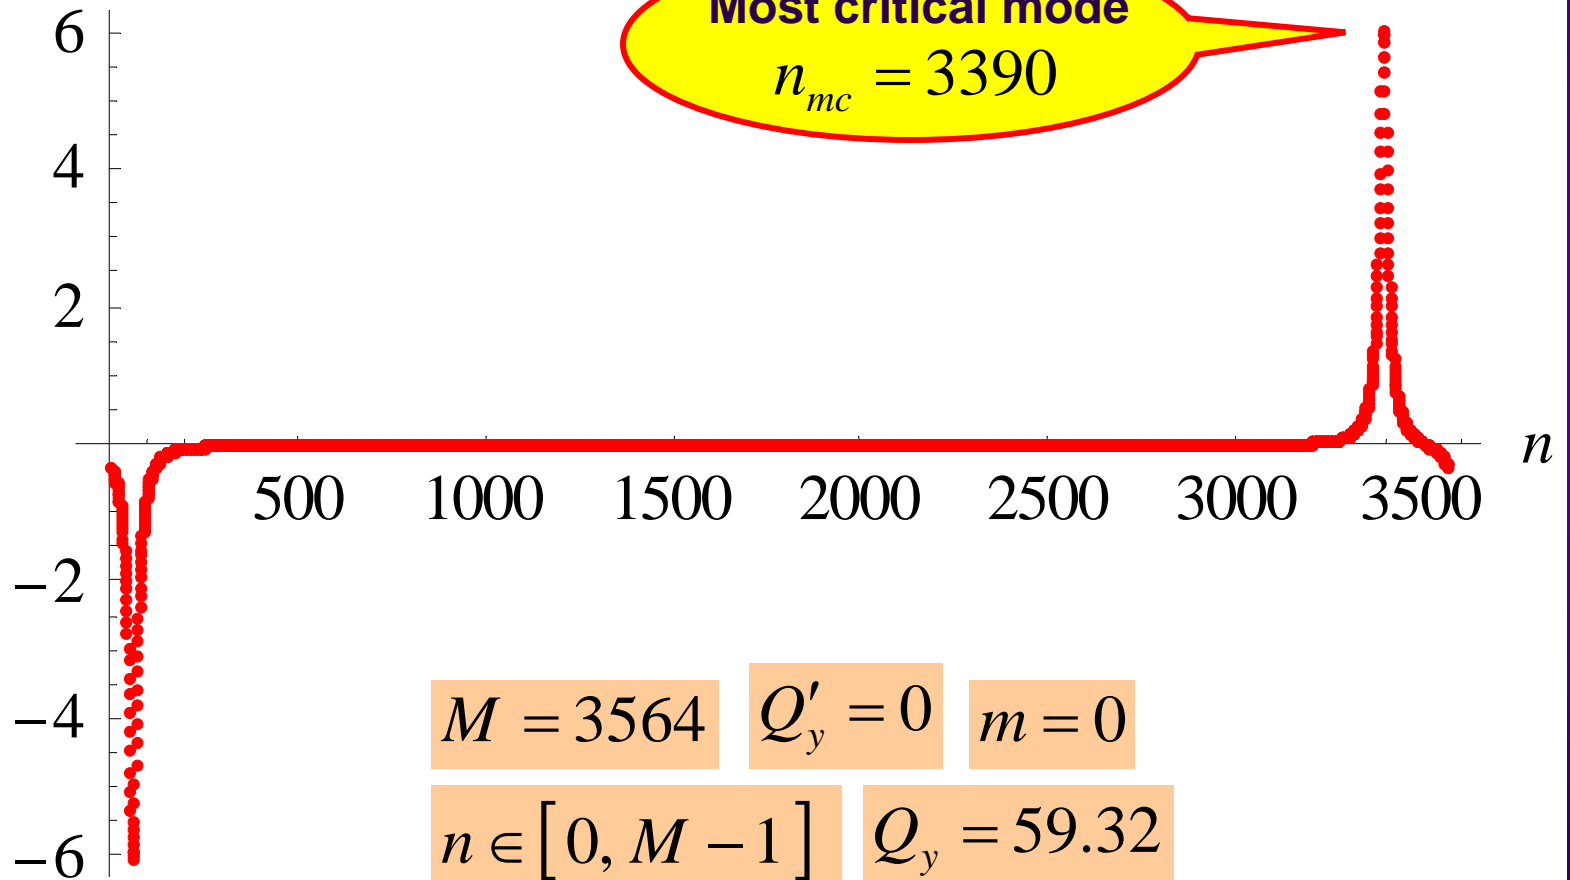 Most critical mode
n_mc = 3390
6
4
2
n
500 1000 1500 2000 2500 3000 3500
−2
−4
−6
M = 3564
Q′_y = 0
m = 0
n ∈ [0, M − 1]
Q_y = 59.32